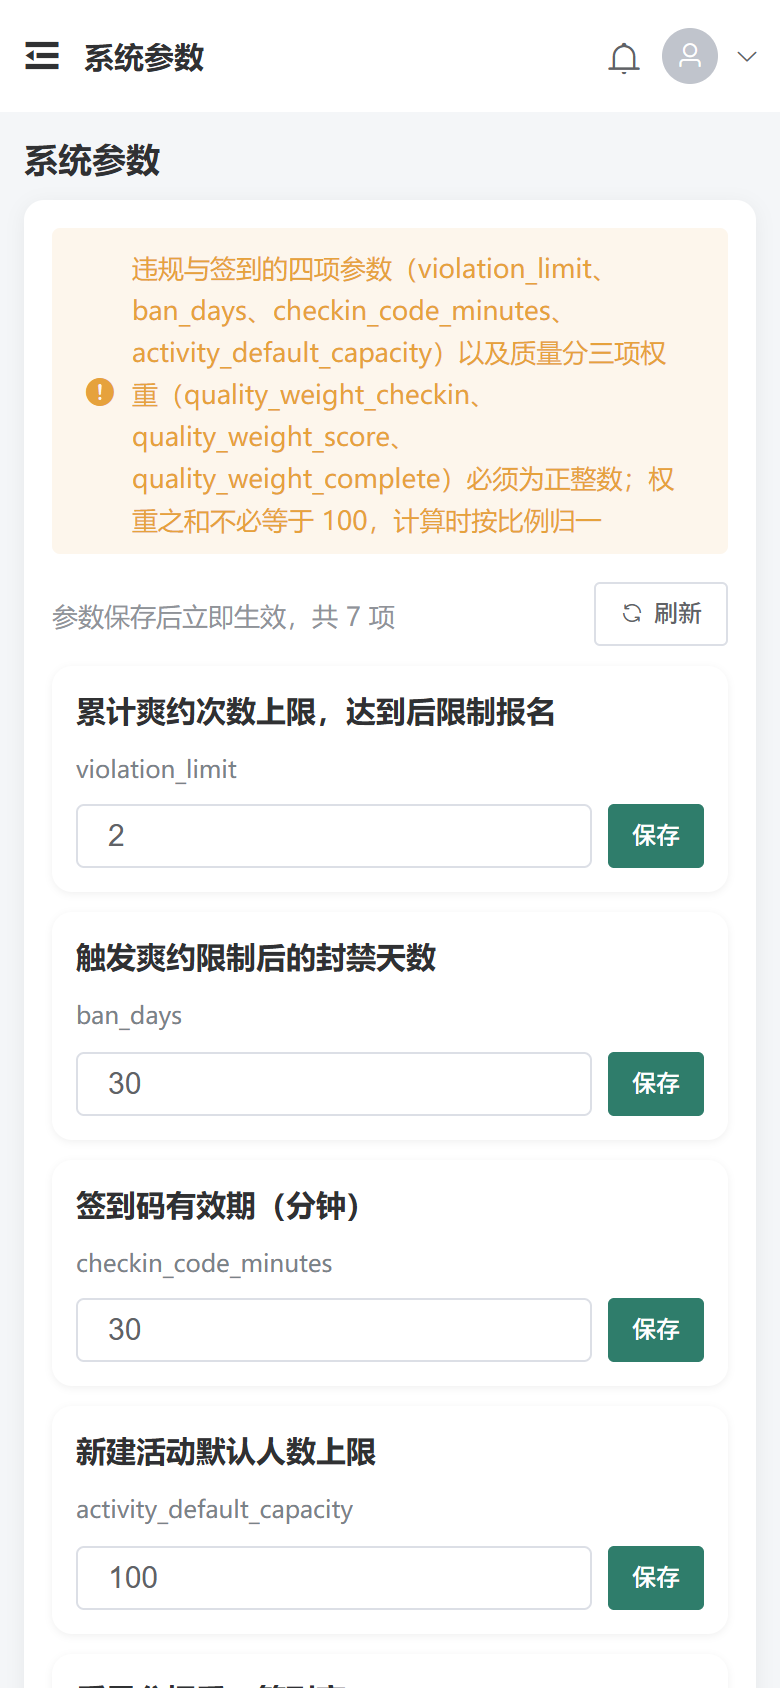 系统参数
系统参数
违规与签到的四项参数（violation_limit、
ban_days、checkin_code_minutes、
activity_default_capacity）以及质量分三项权
重（quality_weight_checkin、
quality_weight_score、
quality_weight_complete）必须为正整数；权
重之和不必等于 100，计算时按比例归一
参数保存后立即生效，共 7 项
刷新
累计爽约次数上限，达到后限制报名
violation_limit
2
保存
触发爽约限制后的封禁天数
ban_days
30
保存
签到码有效期（分钟）
checkin_code_minutes
30
保存
新建活动默认人数上限
activity_default_capacity
100
保存